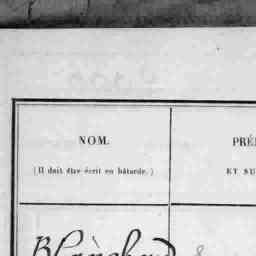 NOM. PRÉ
(Il doit être écrit en bâtarde.) ET SU
Blanchard